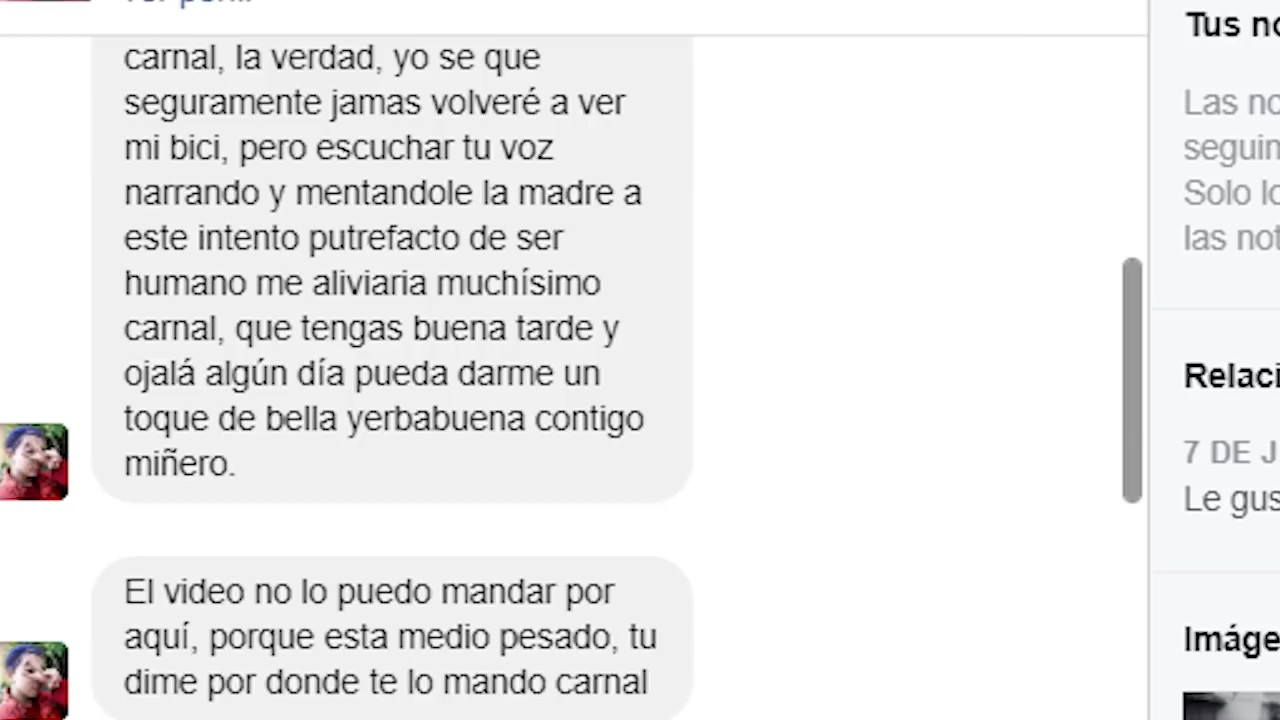 carnal, la verdad, yo se que
seguramente jamas volveré a ver
mi bici, pero escuchar tu voz
narrando y mentandole la madre a
este intento putrefacto de ser
humano me aliviaria muchísimo
carnal, que tengas buena tarde y
ojalá algún día pueda darme un
toque de bella yerbabuena contigo
miñero.
El video no lo puedo mandar por
aquí, porque esta medio pesado, tu
dime por donde te lo mando carnal
Tus no
Las no
seguin
Solo lo
las not
Relaci
7 DE J
Le gus
Imáge